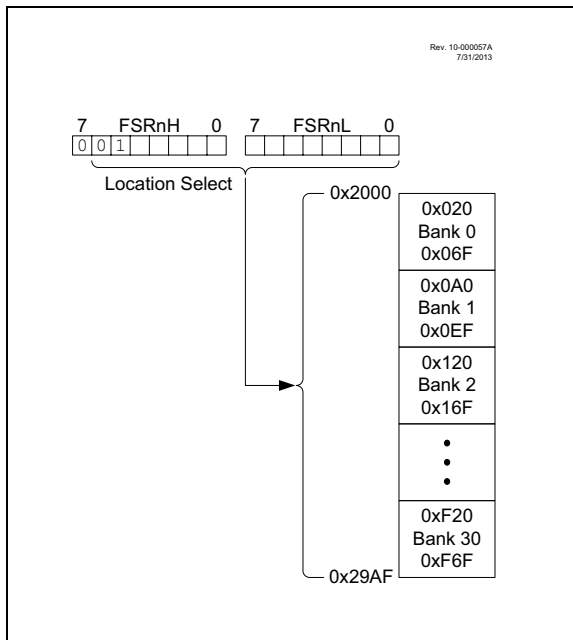 Rev. 10-000057A
7/31/2013
7 FSRnH 0 7 FSRnL 0
0 0 1
Location Select
0x2000
0x020
Bank 0
0x06F
0x0A0
Bank 1
0x0EF
0x120
Bank 2
0x16F
0xF20
Bank 30
0xF6F
0x29AF